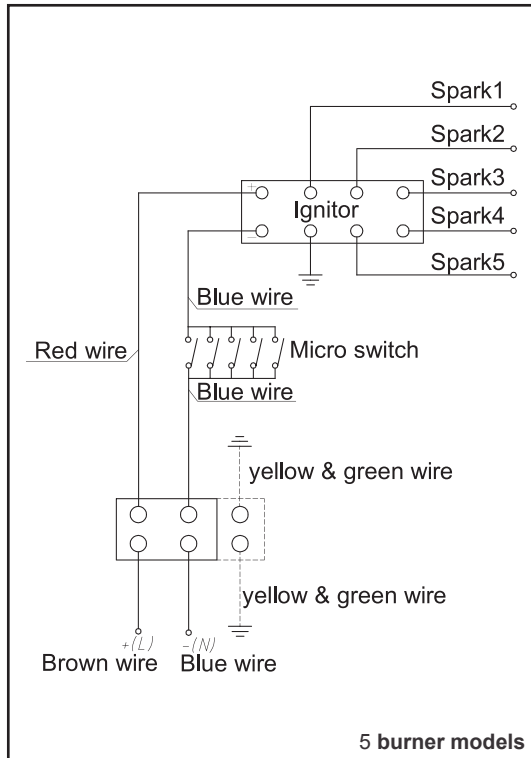 Spark1
Spark2
+
Spark3
Ignitor
Spark4
-
Spark5
Blue wire
Red wire
Micro switch
Blue wire
yellow & green wire
yellow & green wire
+(L) -(N)
Brown wire Blue wire
5 burner models